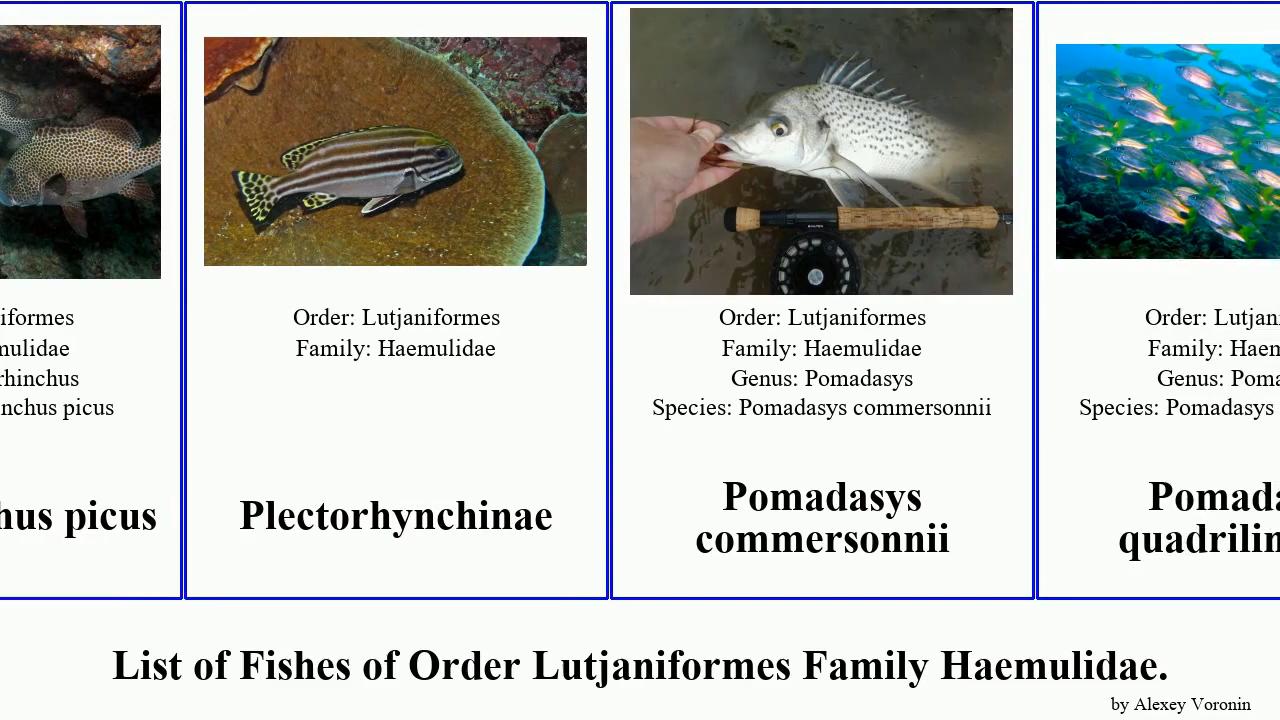 iformes
mulidae
rhinchus
nchus picus
hus picus
Order: Lutjaniformes
Family: Haemulidae
Plectorhynchinae
Order: Lutjaniformes
Family: Haemulidae
Genus: Pomadasys
Species: Pomadasys commersonnii
Pomadasys
commersonnii
Order: Lutjan
Family: Haem
Genus: Poma
Species: Pomadasys
Pomada
quadrilin
List of Fishes of Order Lutjaniformes Family Haemulidae.
by Alexey Voronin